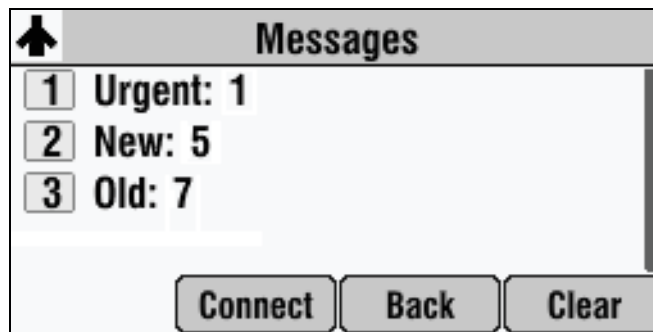 Messages
1 Urgent: 1
2 New: 5
3 Old: 7
Connect Back Clear